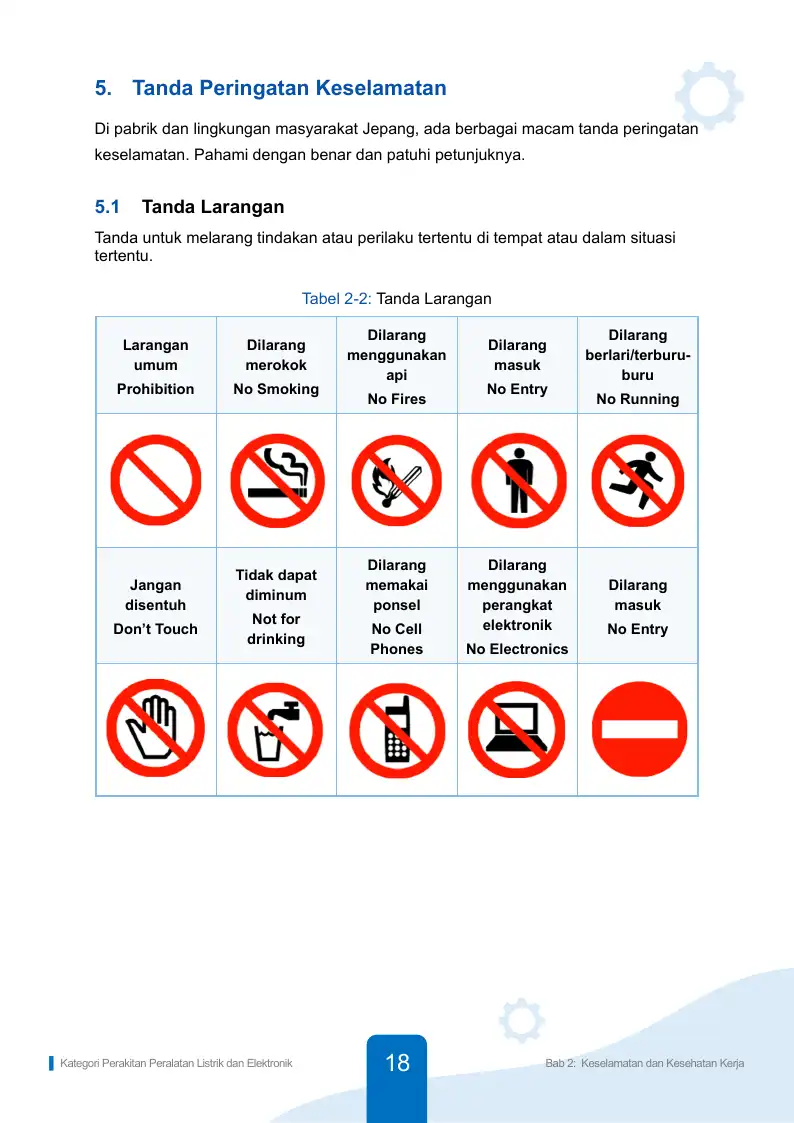 5. Tanda Peringatan Keselamatan
Di pabrik dan lingkungan masyarakat Jepang, ada berbagai macam tanda peringatan
keselamatan. Pahami dengan benar dan patuhi petunjuknya.
5.1 Tanda Larangan
Tanda untuk melarang tindakan atau perilaku tertentu di tempat atau dalam situasi
tertentu.
Tabel 2-2: Tanda Larangan
Larangan
umum
Prohibition
Dilarang
merokok
No Smoking
Dilarang
menggunakan
api
No Fires
Dilarang
masuk
No Entry
Dilarang
berlari/terburu-
buru
No Running
Jangan
disentuh
Don’t Touch
Tidak dapat
diminum
Not for
drinking
Dilarang
memakai
ponsel
No Cell
Phones
Dilarang
menggunakan
perangkat
elektronik
No Electronics
Dilarang
masuk
No Entry
Kategori Perakitan Peralatan Listrik dan Elektronik
18
Bab 2: Keselamatan dan Kesehatan Kerja